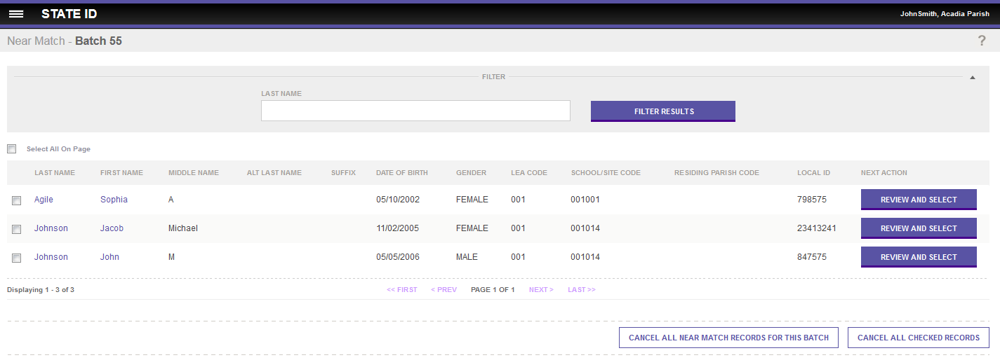 STATE ID
JohnSmith, Acadia Parish
Near Match - Batch 55
?
FILTER
LAST NAME
FILTER RESULTS
Select All On Page
LAST NAME FIRST NAME MIDDLE NAME ALT LAST NAME SUFFIX DATE OF BIRTH GENDER LEA CODE SCHOOL/SITE CODE RESIDING PARISH CODE LOCAL ID NEXT ACTION
Agile Sophia A 05/10/2002 FEMALE 001 001001 798575 REVIEW AND SELECT
Johnson Jacob Michael 11/02/2005 FEMALE 001 001014 23413241 REVIEW AND SELECT
Johnson John M 05/05/2006 MALE 001 001014 847575 REVIEW AND SELECT
Displaying 1 - 3 of 3 << FIRST < PREV PAGE 1 OF 1 NEXT > LAST >>
CANCEL ALL NEAR MATCH RECORDS FOR THIS BATCH CANCEL ALL CHECKED RECORDS